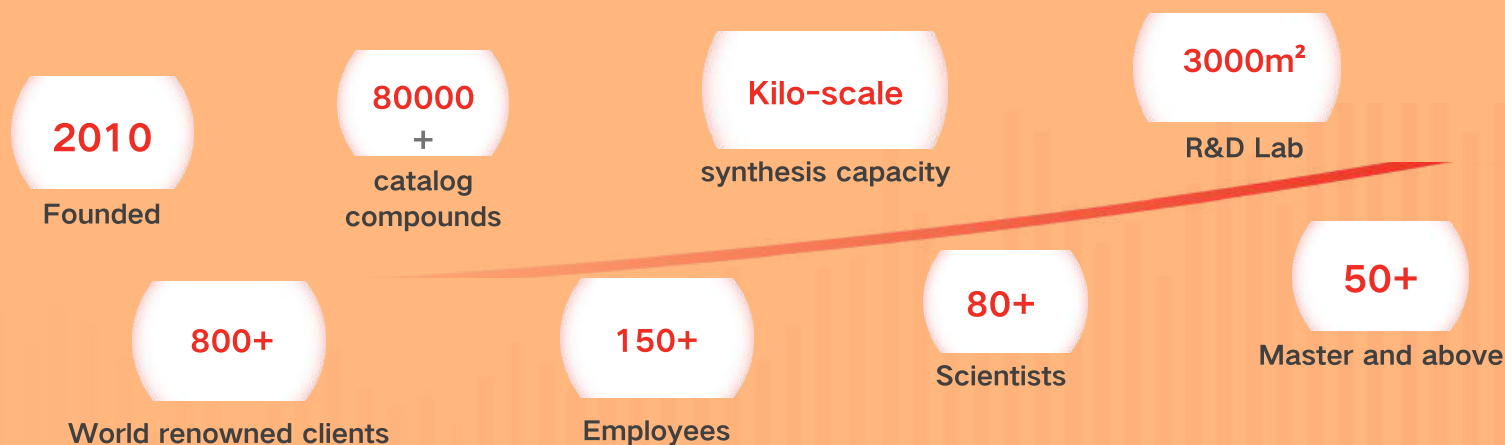 2010
Founded
80000
+
catalog
compounds
Kilo-scale
synthesis capacity
3000m²
R&D Lab
800+
World renowned clients
150+
Employees
80+
Scientists
50+
Master and above